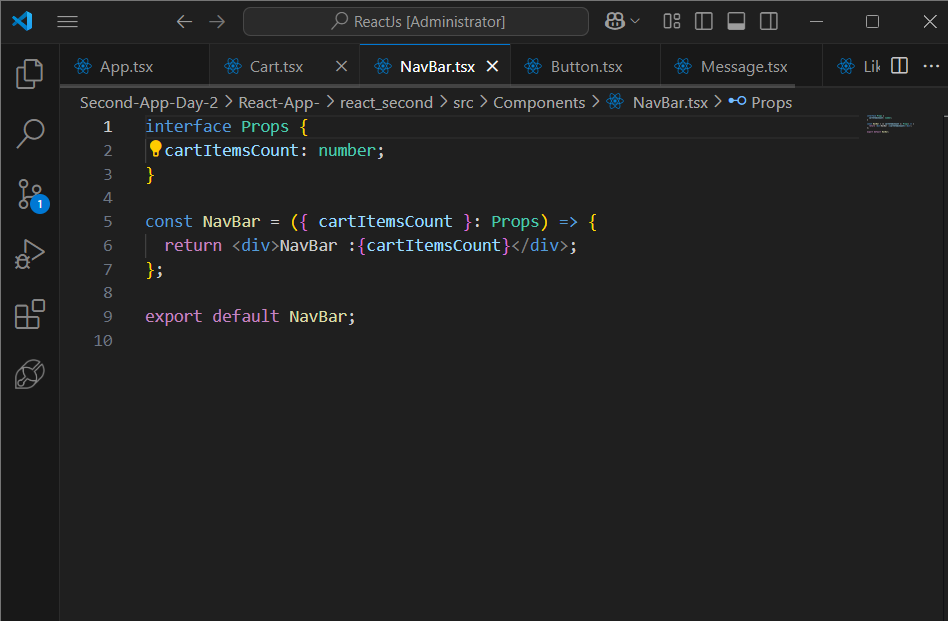 ReactJs [Administrator]
App.tsx Cart.tsx NavBar.tsx Button.tsx Message.tsx Lik
Second-App-Day-2 > React-App- > react_second > src > Components > NavBar.tsx > Props
1 interface Props {
2 cartItemsCount: number;
3 }
4
5 const NavBar = ({ cartItemsCount }: Props) => {
6 return <div>NavBar :{cartItemsCount}</div>;
7 };
8
9 export default NavBar;
10
1